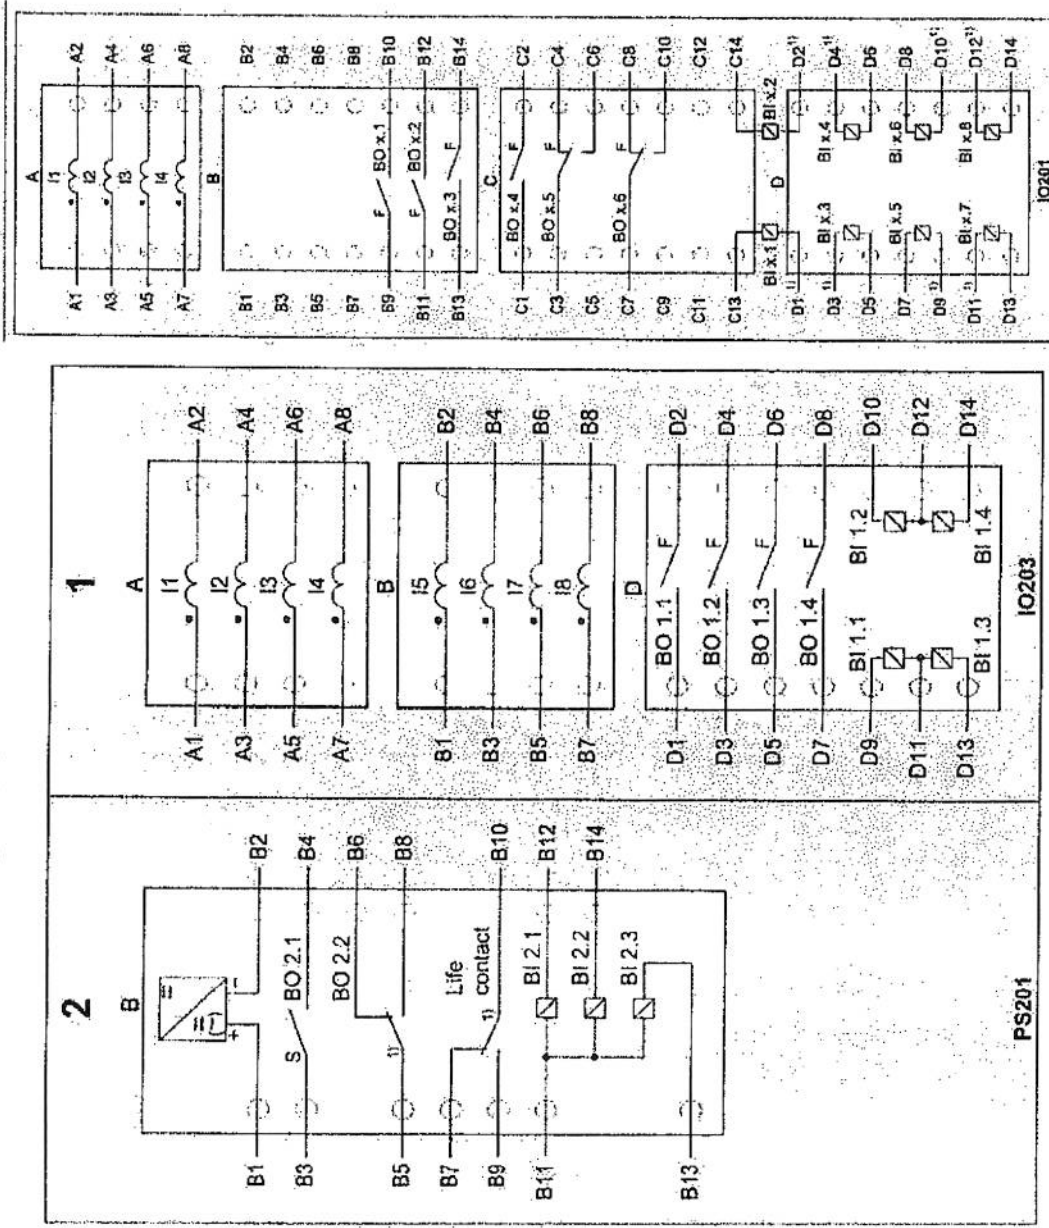 2
B
B1 B2
+ -
B3 S BO 2.1 B4
BO 2.2 B6
B5 1) B8
B7 Life
contact
B9 1) B10
B11 BI 2.1 B12
BI 2.2 B14
BI 2.3
B13
PS201
1
A
A1 I1 A2
A3 I2 A4
A5 I3 A6
A7 I4 A8
B
B1 I5 B2
B3 I6 B4
B5 I7 B6
B7 I8 B8
D
D1 BO 1.1 F D2
D3 BO 1.2 F D4
D5 BO 1.3 F D6
D7 BO 1.4 F D8
D9 BI 1.1 BI 1.2 D10
D11 D12
D13 BI 1.3 BI 1.4 D14
IO203
A
A1 I1 A2
A3 I2 A4
A5 I3 A6
A7 I4 A8
B
B1 B2
B3 B4
B5 B6
B7 B8
B9 F BO x.1 B10
B11 F BO x.2 B12
B13 BO x.3 F B14
C
C1 BO x.4 F C2
C3 BO x.5 F C4
C5 C6
C7 BO x.6 F C8
C9 C10
C11 C12
C13 C14
BI x.1 BI x.2
D
D1 1) D2 1)
D3 1) BI x.3 BI x.4 D4 1)
D5 D6
D7 BI x.5 BI x.6 D8
D9 1) D10 1)
D11 BI x.7 BI x.8 D12
D13 D14
IO201